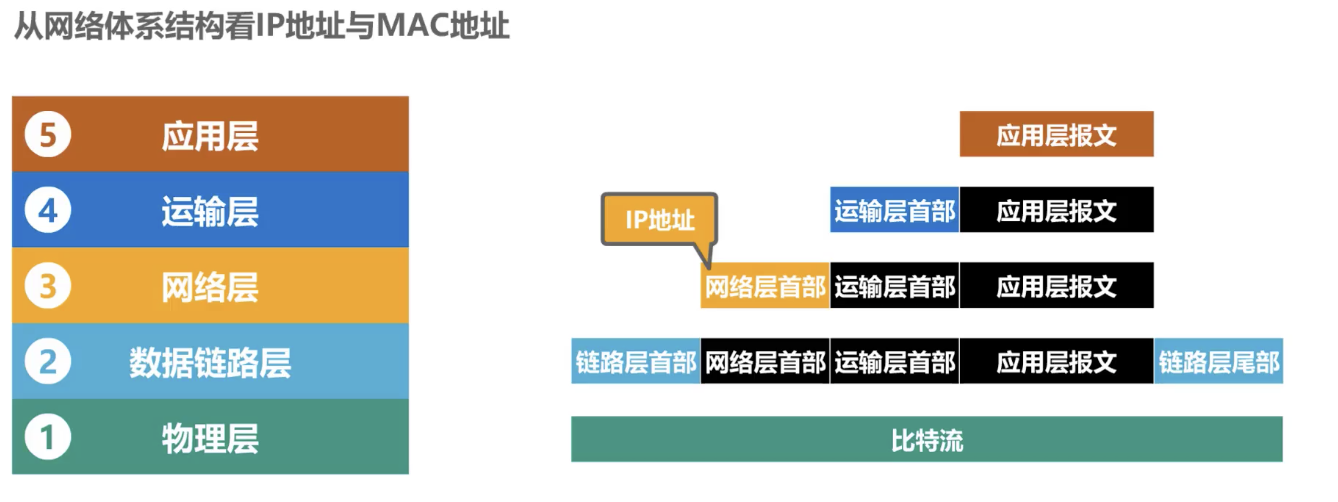 从网络体系结构看IP地址与MAC地址
5 应用层
应用层报文
4 运输层
运输层首部 应用层报文
IP地址
3 网络层
网络层首部 运输层首部 应用层报文
2 数据链路层
链路层首部 网络层首部 运输层首部 应用层报文 链路层尾部
1 物理层
比特流